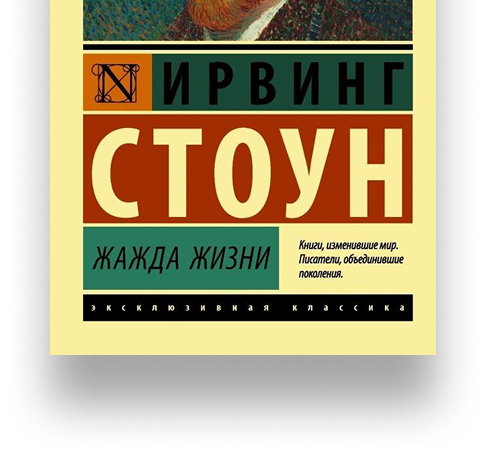 N ИРВИНГ
СТОУН
ЖАЖДА ЖИЗНИ
Книги, изменившие мир.
Писатели, объединившие
поколения.
эксклюзивная классика